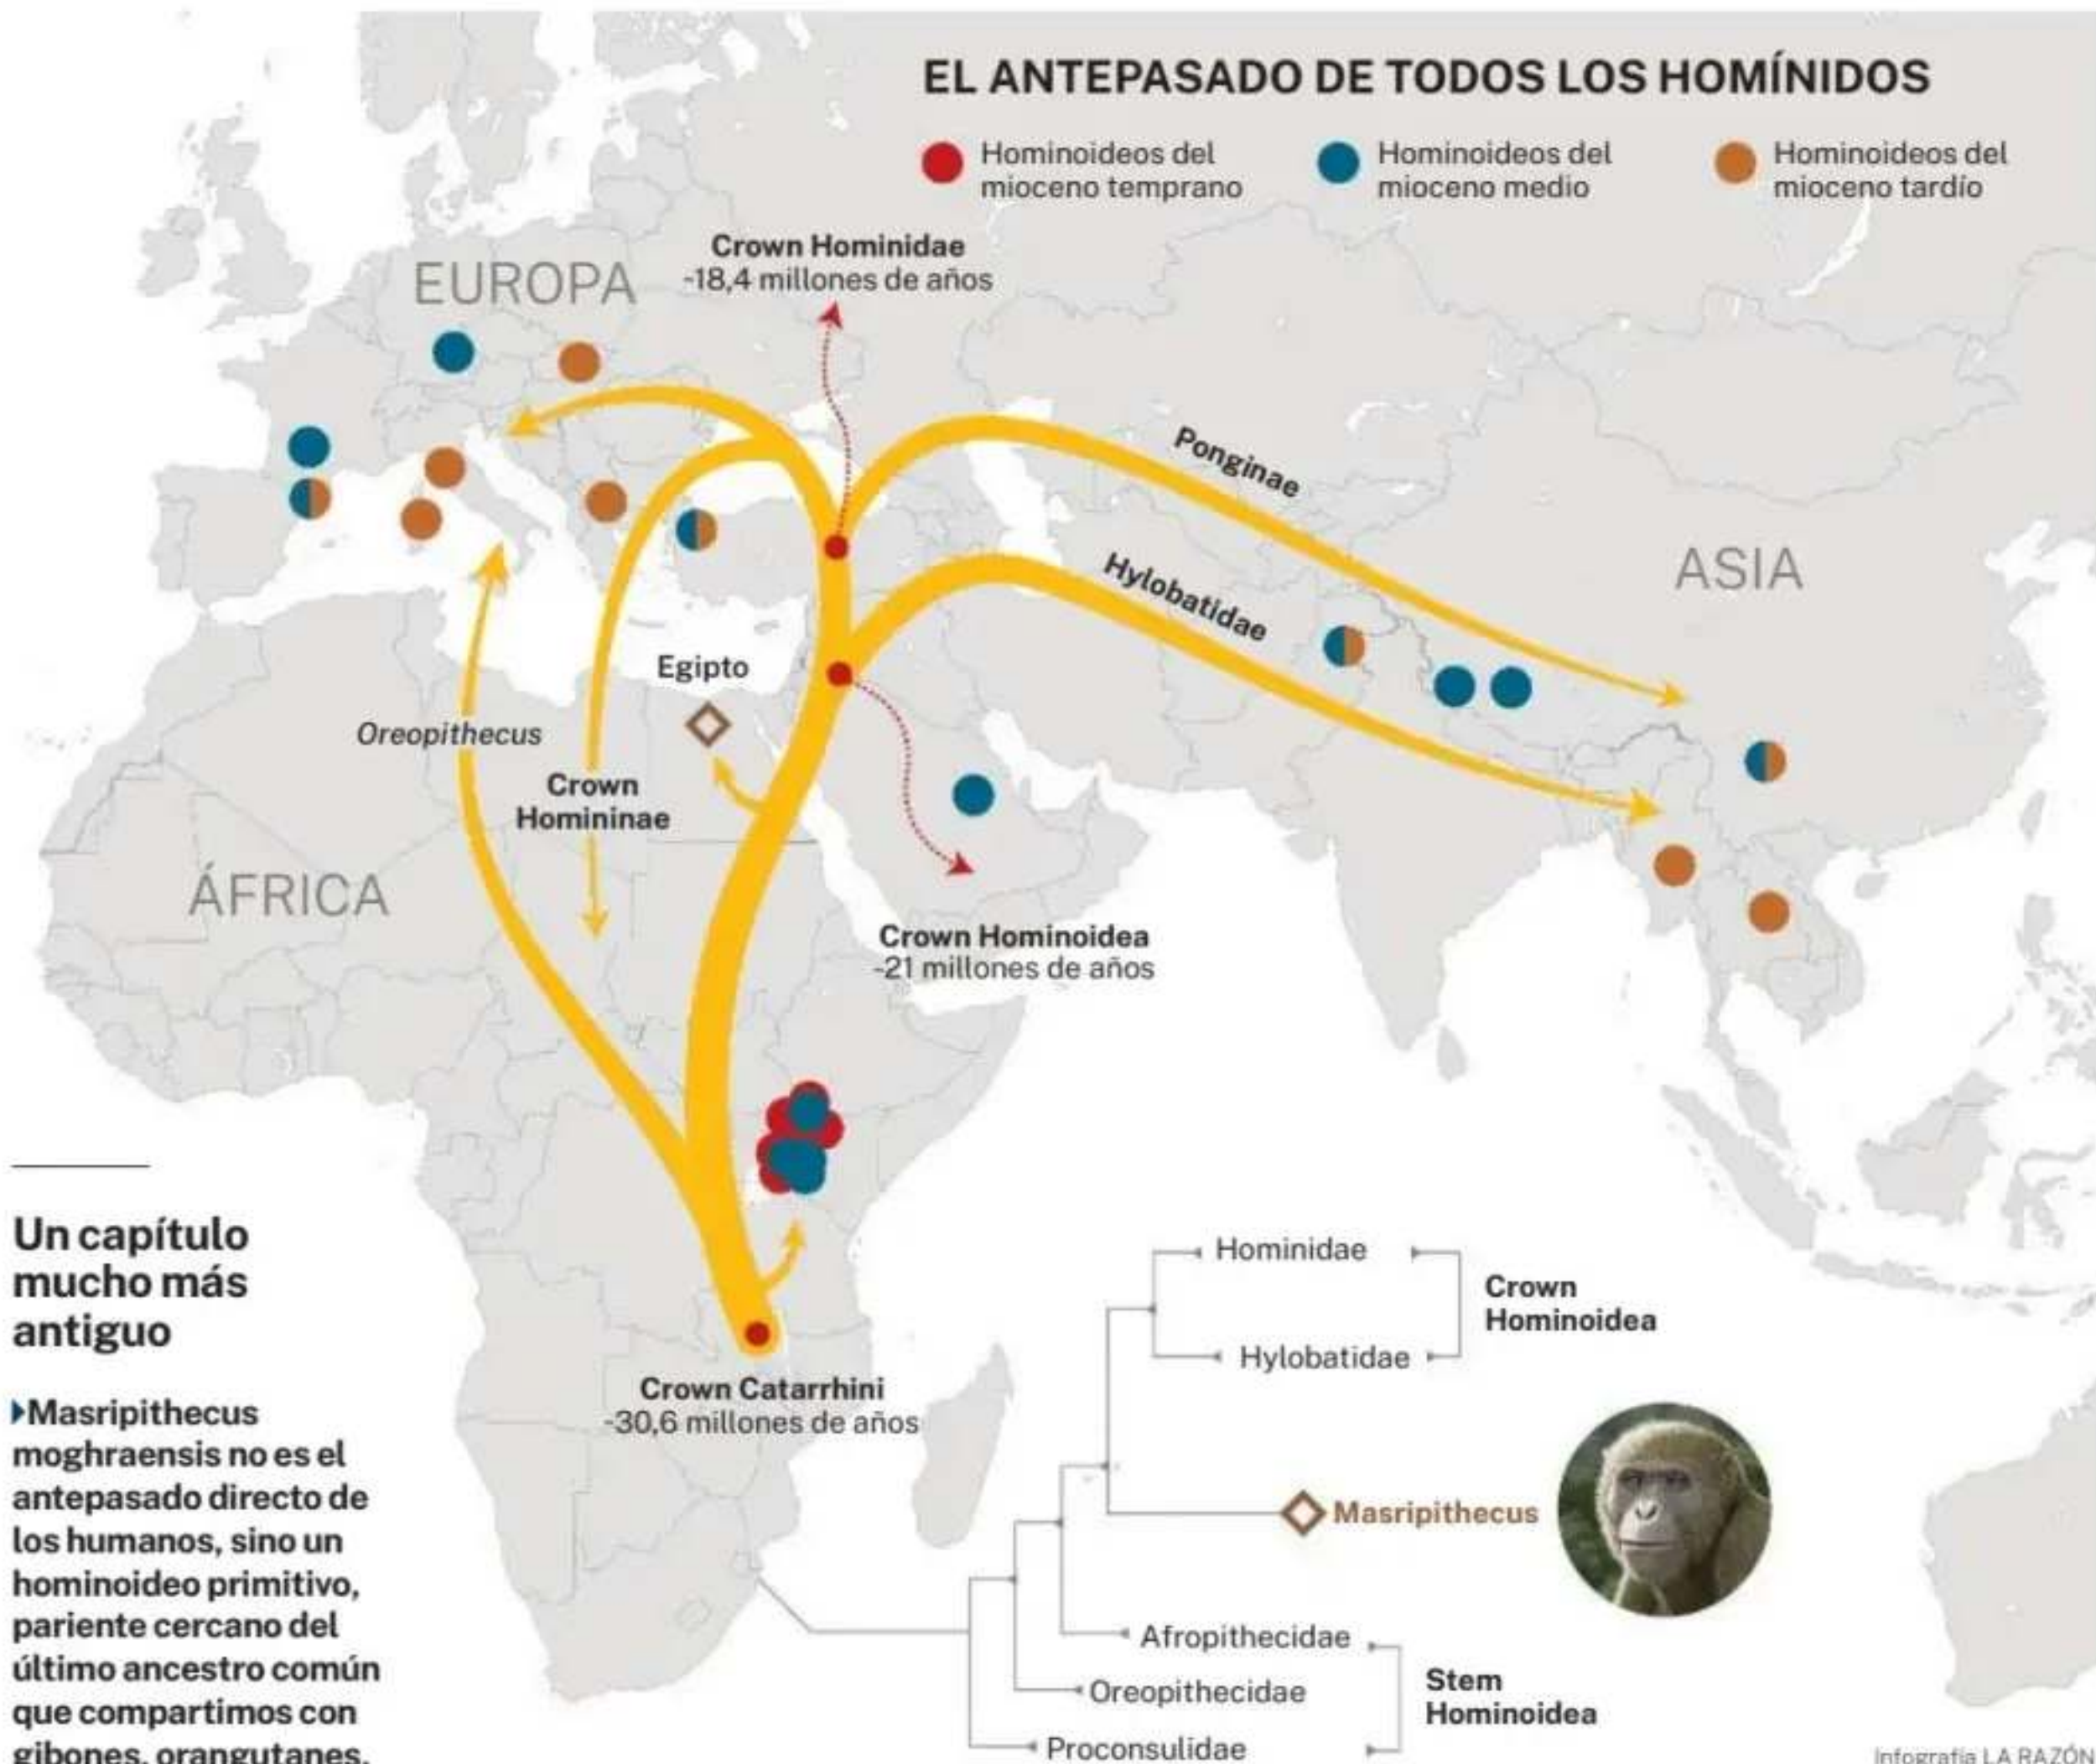 EL ANTEPASADO DE TODOS LOS HOMÍNIDOS
Hominoideos del
mioceno temprano
Hominoideos del
mioceno medio
Hominoideos del
mioceno tardío
Crown Hominidae
-18,4 millones de años
EUROPA
Ponginae
ASIA
Hylobatidae
Egipto
Oreopithecus
Crown
Homininae
ÁFRICA
Crown Hominoidea
-21 millones de años
Crown Catarrhini
-30,6 millones de años
Un capítulo
mucho más
antiguo
Masripithecus
moghraensis no es el
antepasado directo de
los humanos, sino un
hominoideo primitivo,
pariente cercano del
último ancestro común
que compartimos con
gibones, orangutanes,
Hominidae
Crown
Hominoidea
Hylobatidae
Masripithecus
Afropithecidae
Oreopithecidae
Stem
Hominoidea
Proconsulidae
Infografía LA RAZÓN